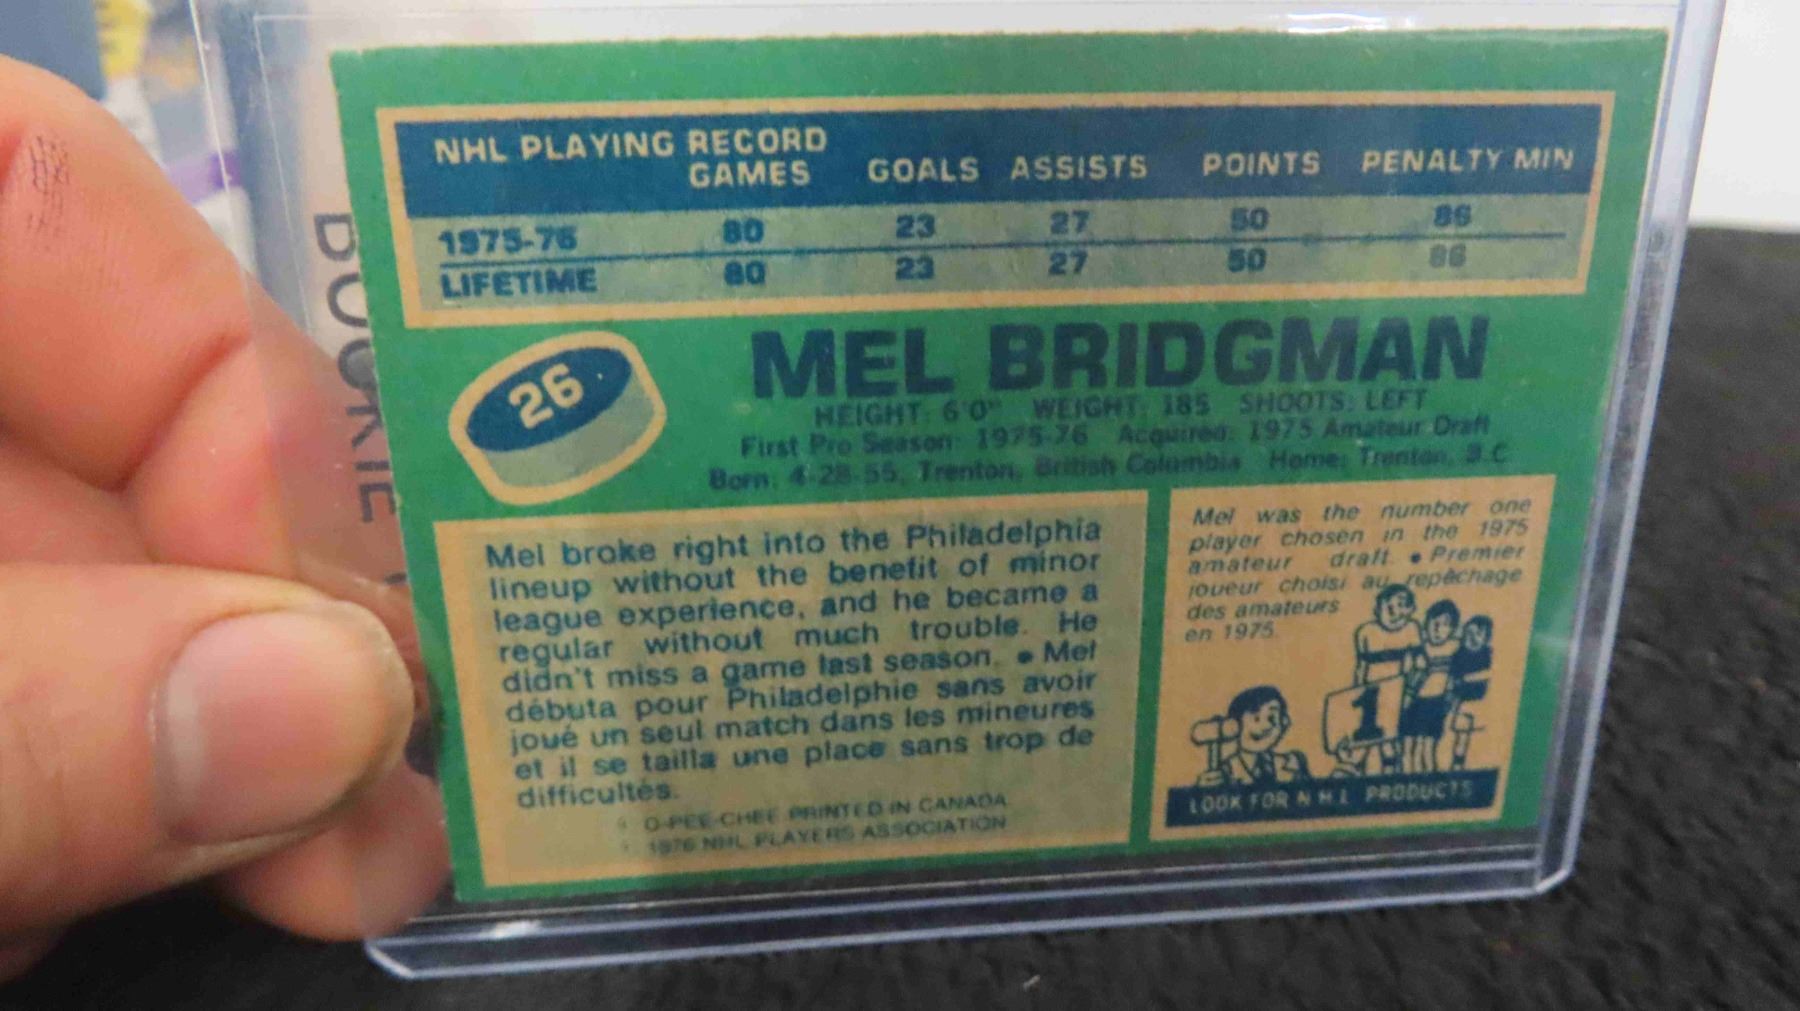 NHL PLAYING RECORD
GAMES GOALS ASSISTS POINTS PENALTY MIN
1975-76 80 23 27 50 86
LIFETIME 80 23 27 50 86
26
MEL BRIDGMAN
HEIGHT: 6'0" WEIGHT: 185 SHOOTS: LEFT
First Pro Season: 1975-76 Acquired: 1975 Amateur Draft
Born: 4-28-55, Trenton, British Columbia Home: Trenton, B.C.
Mel broke right into the Philadelphia
lineup without the benefit of minor
league experience, and he became a
regular without much trouble. He
didn't miss a game last season. • Mel
débuta pour Philadelphie sans avoir
joué un seul match dans les mineures
et il se tailla une place sans trop de
difficultés.
O-PEE-CHEE PRINTED IN CANADA
1976 NHL PLAYERS ASSOCIATION
Mel was the number one
player chosen in the 1975
amateur draft. • Premier
joueur choisi au repêchage
des amateurs
en 1975.
1
LOOK FOR N.H.L. PRODUCTS